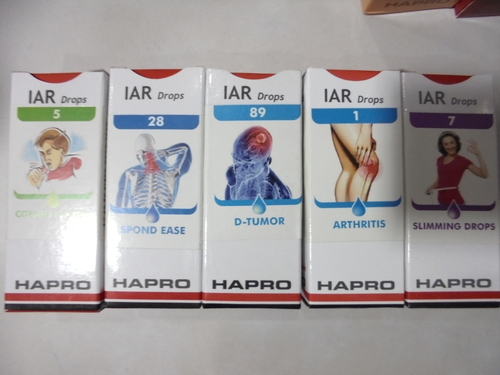 HAPRO
IAR Drops
5
HAPRO
IAR Drops
28
SPOND EASE
HAPRO
IAR Drops
89
D-TUMOR
HAPRO
IAR Drops
1
ARTHRITIS
HAPRO
IAR Drops
7
SLIMMING DROPS
HAPRO